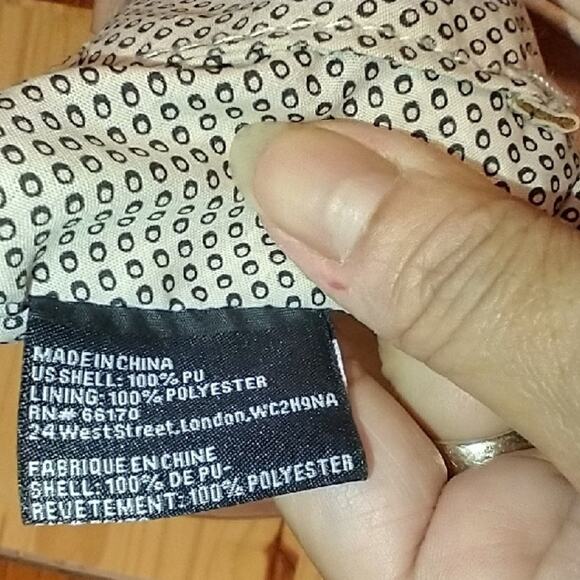 MADE IN CHINA
US SHELL: 100% PU
LINING: 100% POLYESTER
RN# 66170
24 West Street. London. WC2H9NA
FABRIQUE EN CHINE
SHELL: 100% DE PU-
REVETEMENT: 100% POLYESTER